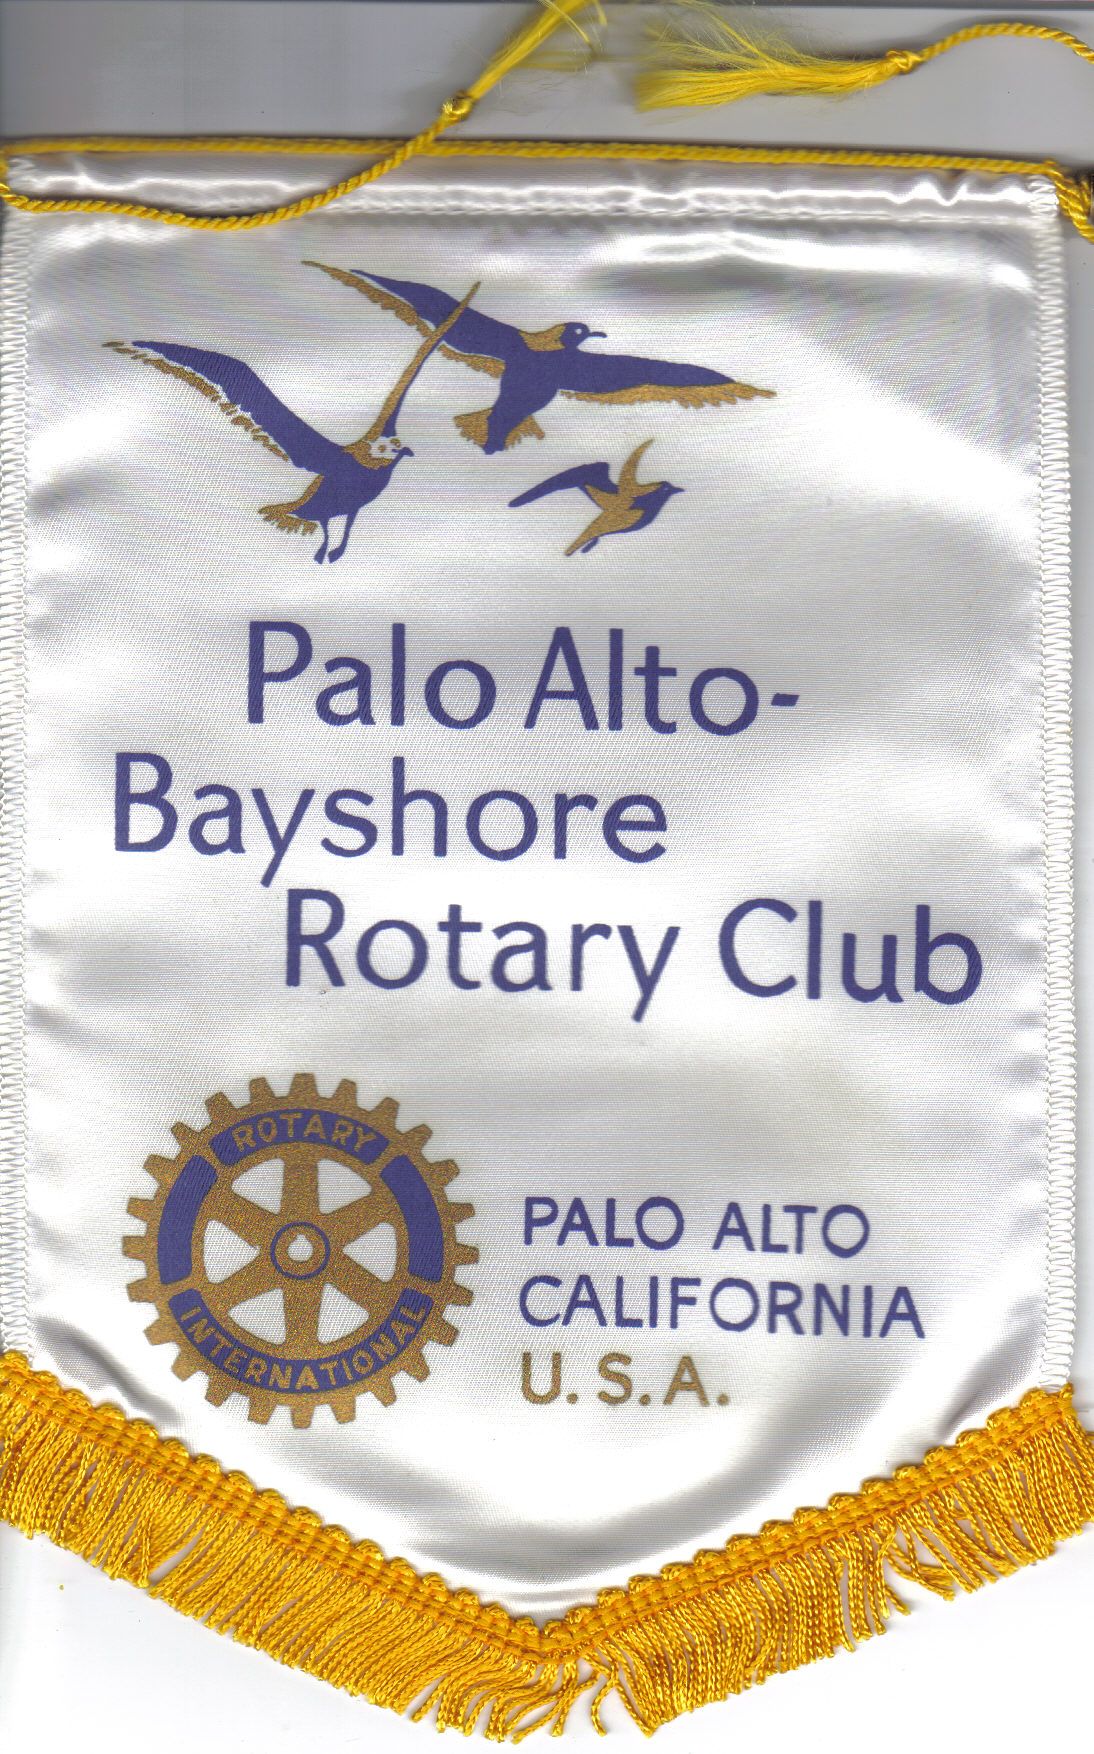 Palo Alto-
Bayshore
Rotary Club
ROTARY
INTERNATIONAL
PALO ALTO
CALIFORNIA
U.S.A.